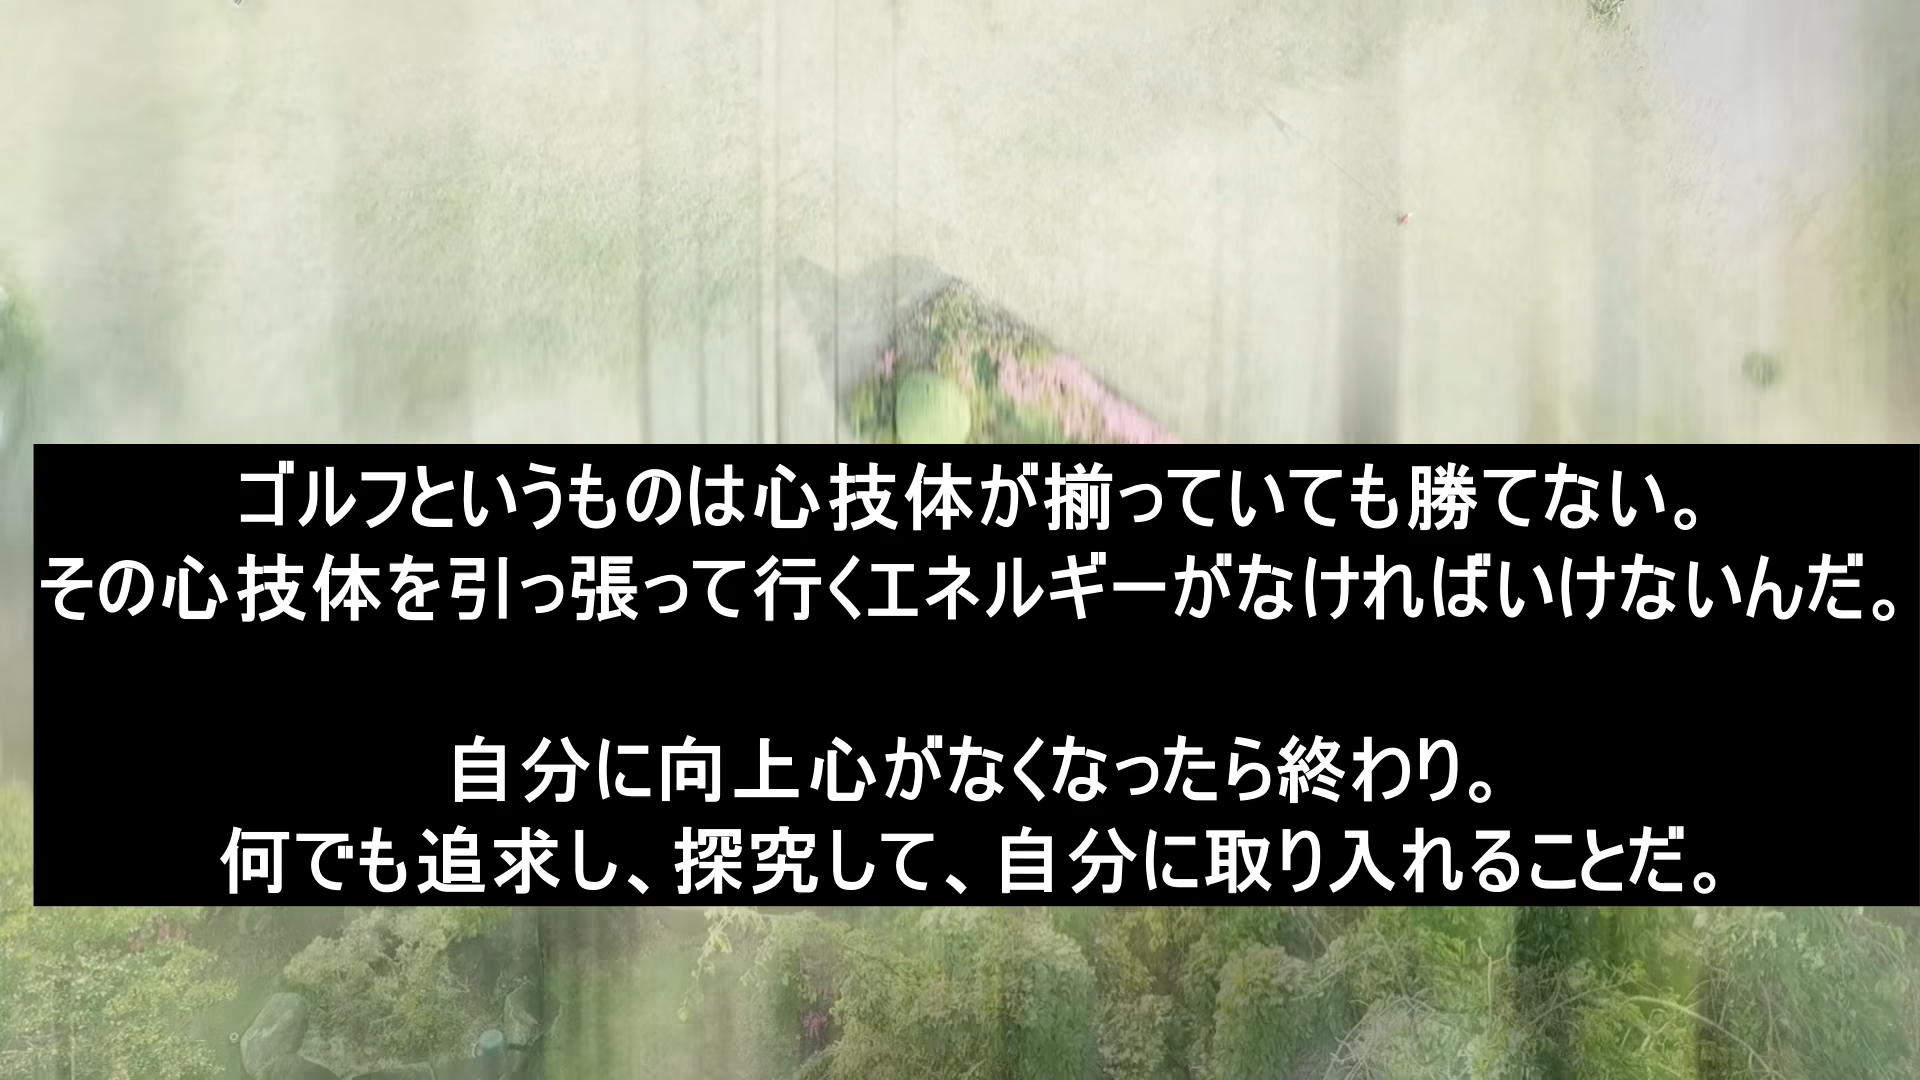 ゴルフというものは心技体が揃っていても勝てない。
その心技体を引っ張って行くエネルギーがなければいけないんだ。
自分に向上心がなくなったら終わり。
何でも追求し、探究して、自分に取り入れることだ。